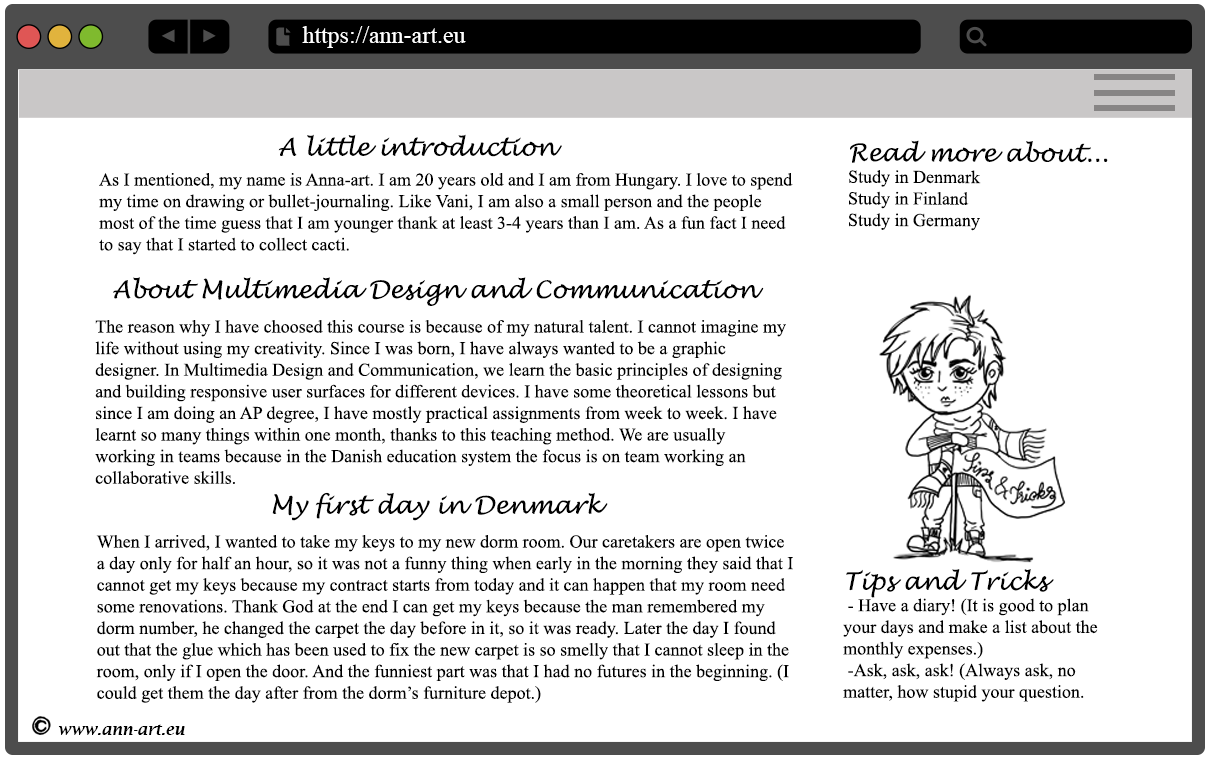 https://ann-art.eu
A little introduction
As I mentioned, my name is Anna-art. I am 20 years old and I am from Hungary. I love to spend
my time on drawing or bullet-journaling. Like Vani, I am also a small person and the people
most of the time guess that I am younger thank at least 3-4 years than I am. As a fun fact I need
to say that I started to collect cacti.
About Multimedia Design and Communication
The reason why I have choosed this course is because of my natural talent. I cannot imagine my
life without using my creativity. Since I was born, I have always wanted to be a graphic
designer. In Multimedia Design and Communication, we learn the basic principles of designing
and building responsive user surfaces for different devices. I have some theoretical lessons but
since I am doing an AP degree, I have mostly practical assignments from week to week. I have
learnt so many things within one month, thanks to this teaching method. We are usually
working in teams because in the Danish education system the focus is on team working an
collaborative skills.
My first day in Denmark
When I arrived, I wanted to take my keys to my new dorm room. Our caretakers are open twice
a day only for half an hour, so it was not a funny thing when early in the morning they said that I
cannot get my keys because my contract starts from today and it can happen that my room need
some renovations. Thank God at the end I can get my keys because the man remembered my
dorm number, he changed the carpet the day before in it, so it was ready. Later the day I found
out that the glue which has been used to fix the new carpet is so smelly that I cannot sleep in the
room, only if I open the door. And the funniest part was that I had no futures in the beginning. (I
could get them the day after from the dorm's furniture depot.)
Read more about...
Study in Denmark
Study in Finland
Study in Germany
Tips & Tricks
Tips and Tricks
- Have a diary! (It is good to plan
your days and make a list about the
monthly expenses.)
-Ask, ask, ask! (Always ask, no
matter, how stupid your question.
© www.ann-art.eu